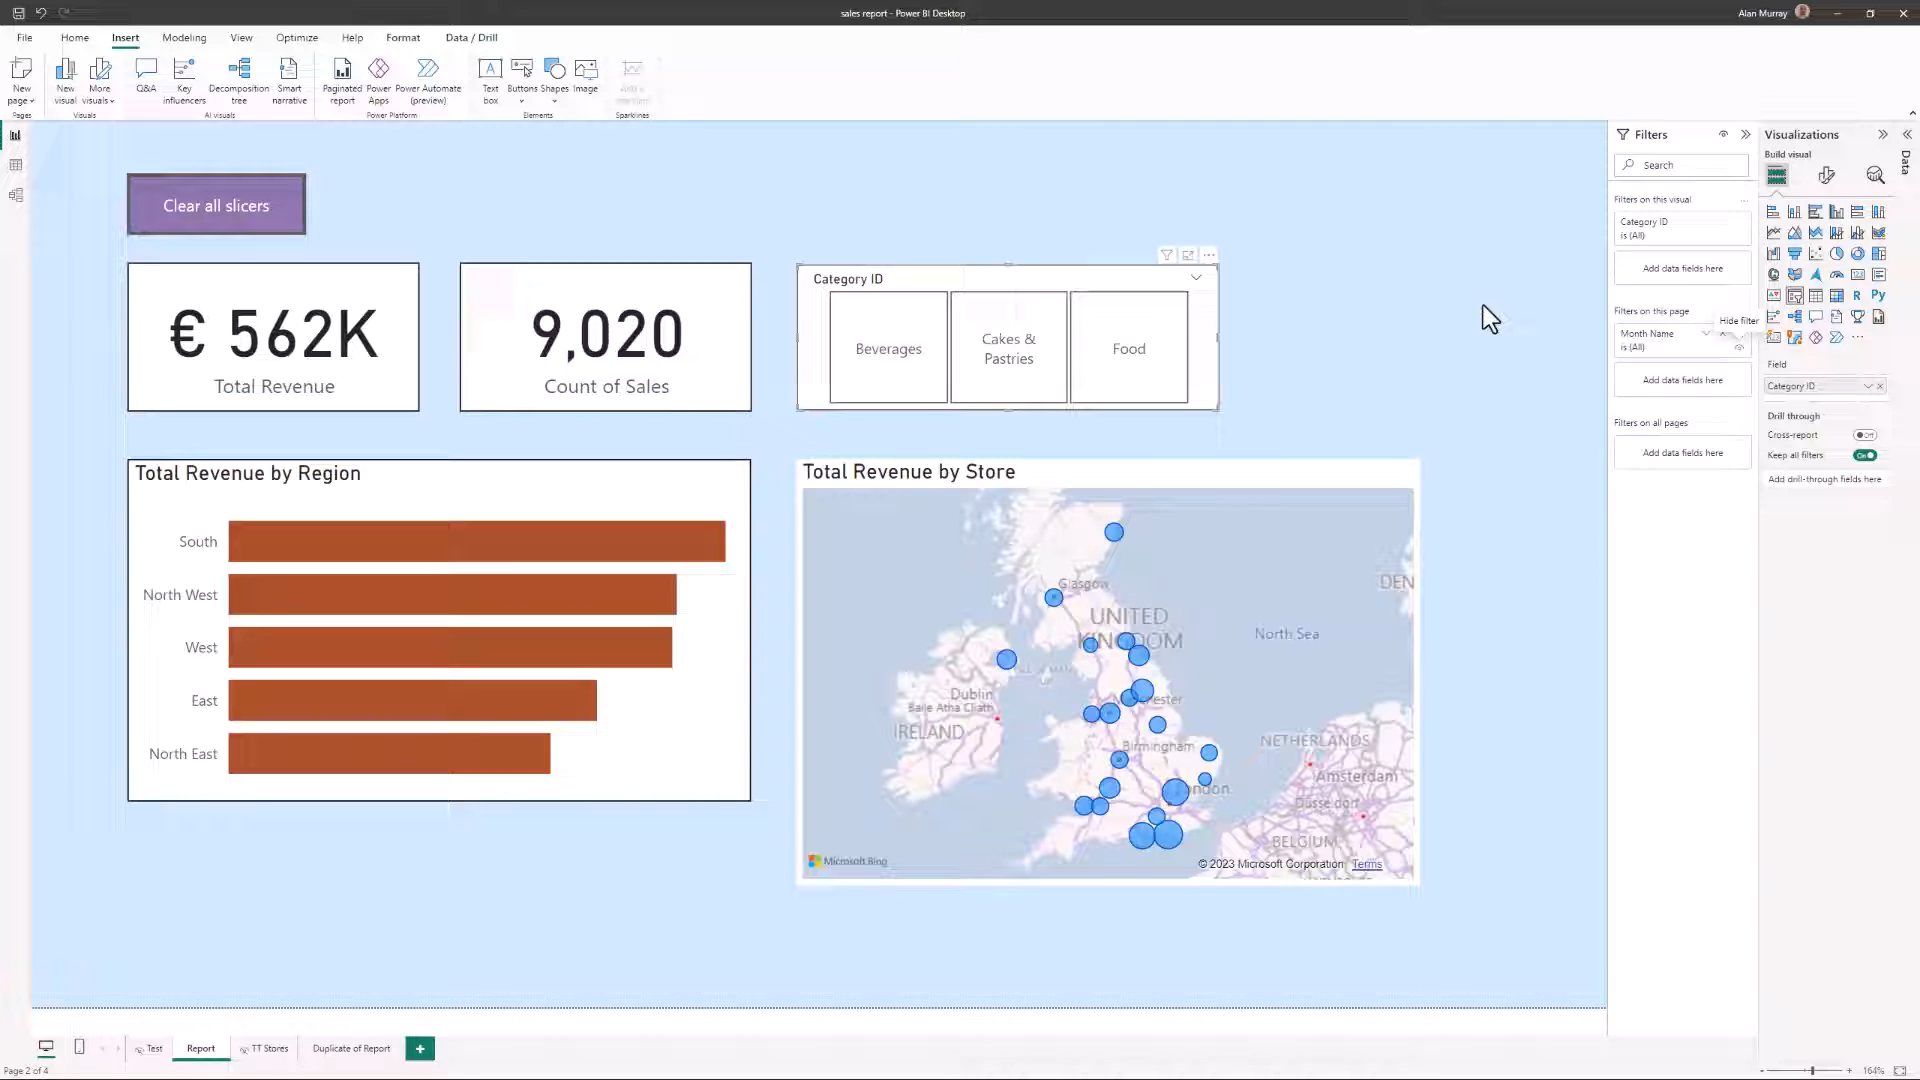 sales report - Power BI Desktop
Alan Murray
File Home Insert Modeling View Optimize Help Format Data / Drill
New page
New visual
More visuals
Q&A
Key influencers
Decomposition tree
Smart narrative
Paginated report
Power Apps
Power Automate (preview)
Text box
Buttons
Shapes
Image
Pages
Visuals
AI visuals
Power Platform
Elements
Sparklines
Clear all slicers
€ 562K
Total Revenue
9,020
Count of Sales
Category ID
Beverages
Cakes &
Pastries
Food
Total Revenue by Region
South
North West
West
East
North East
Total Revenue by Store
Glasgow
UNITED
KINGDOM
DEN
North Sea
Dublin
Baile Atha Cliath
IRELAND
Birmingham
NETHERLANDS
Amsterdam
BELGIUM
Microsoft Bing
© 2023 Microsoft Corporation Terms
Filters
Search
Filters on this visual
Category ID
is (All)
Add data fields here
Filters on this page
Hide filter
Month Name
is (All)
Add data fields here
Filters on all pages
Add data fields here
Visualizations
Build visual
R
Py
Field
Category ID
Drill through
Cross-report
Off
Keep all filters
On
Add drill-through fields here
Data
Test
Report
TT Stores
Duplicate of Report
Page 2 of 4
164%